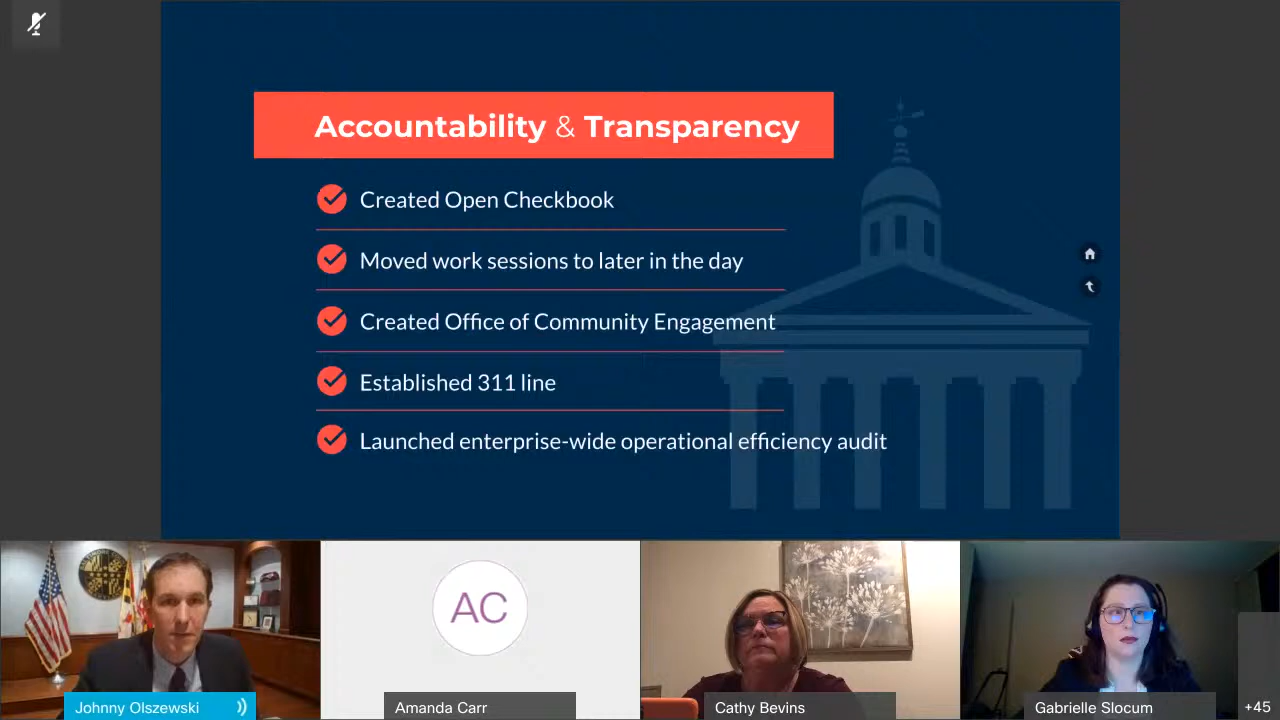 Accountability & Transparency
Created Open Checkbook
Moved work sessions to later in the day
Created Office of Community Engagement
Established 311 line
Launched enterprise-wide operational efficiency audit
AC
Johnny Olszewski
Amanda Carr
Cathy Bevins
Gabrielle Slocum
+45